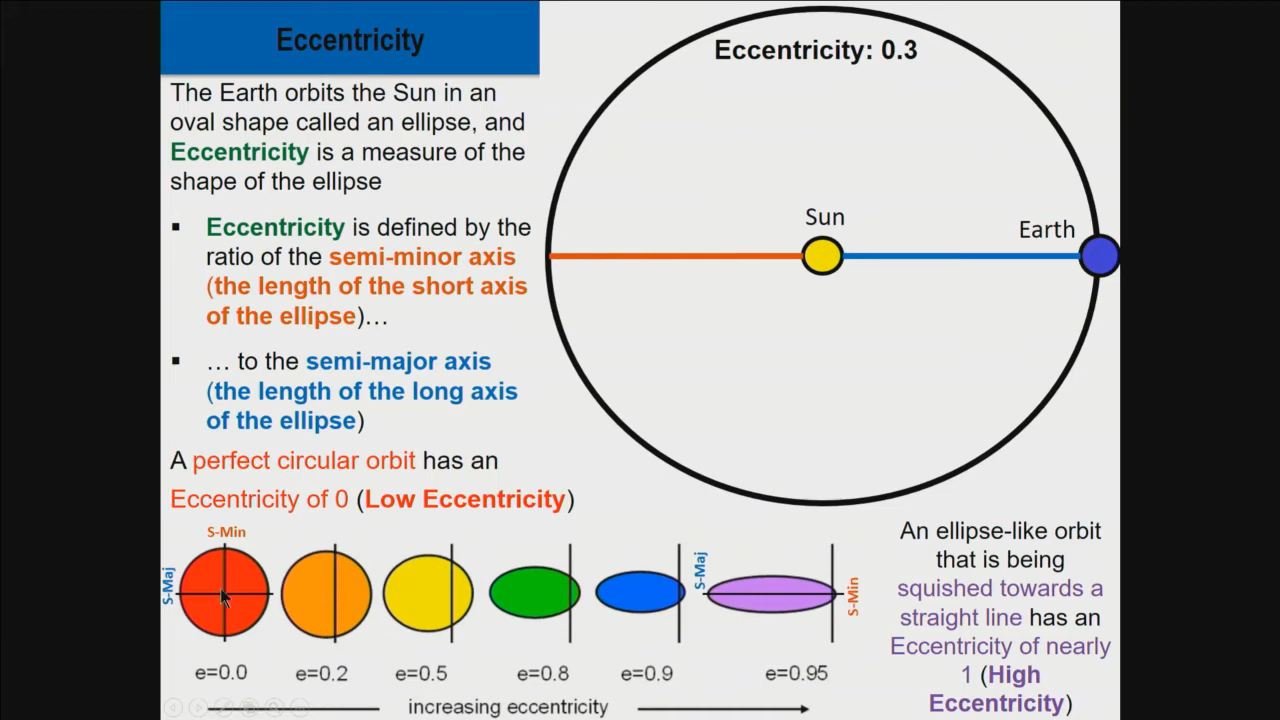 Eccentricity
The Earth orbits the Sun in an
oval shape called an ellipse, and
Eccentricity is a measure of the
shape of the ellipse
▪ Eccentricity is defined by the
ratio of the semi-minor axis
(the length of the short axis
of the ellipse)…
▪ … to the semi-major axis
(the length of the long axis
of the ellipse)
A perfect circular orbit has an
Eccentricity of 0 (Low Eccentricity)
Eccentricity: 0.3
Sun
Earth
S-Min
S-Maj
S-Maj
S-Min
e=0.0 e=0.2 e=0.5 e=0.8 e=0.9 e=0.95
increasing eccentricity
An ellipse-like orbit
that is being
squished towards a
straight line has an
Eccentricity of nearly
1 (High
Eccentricity)